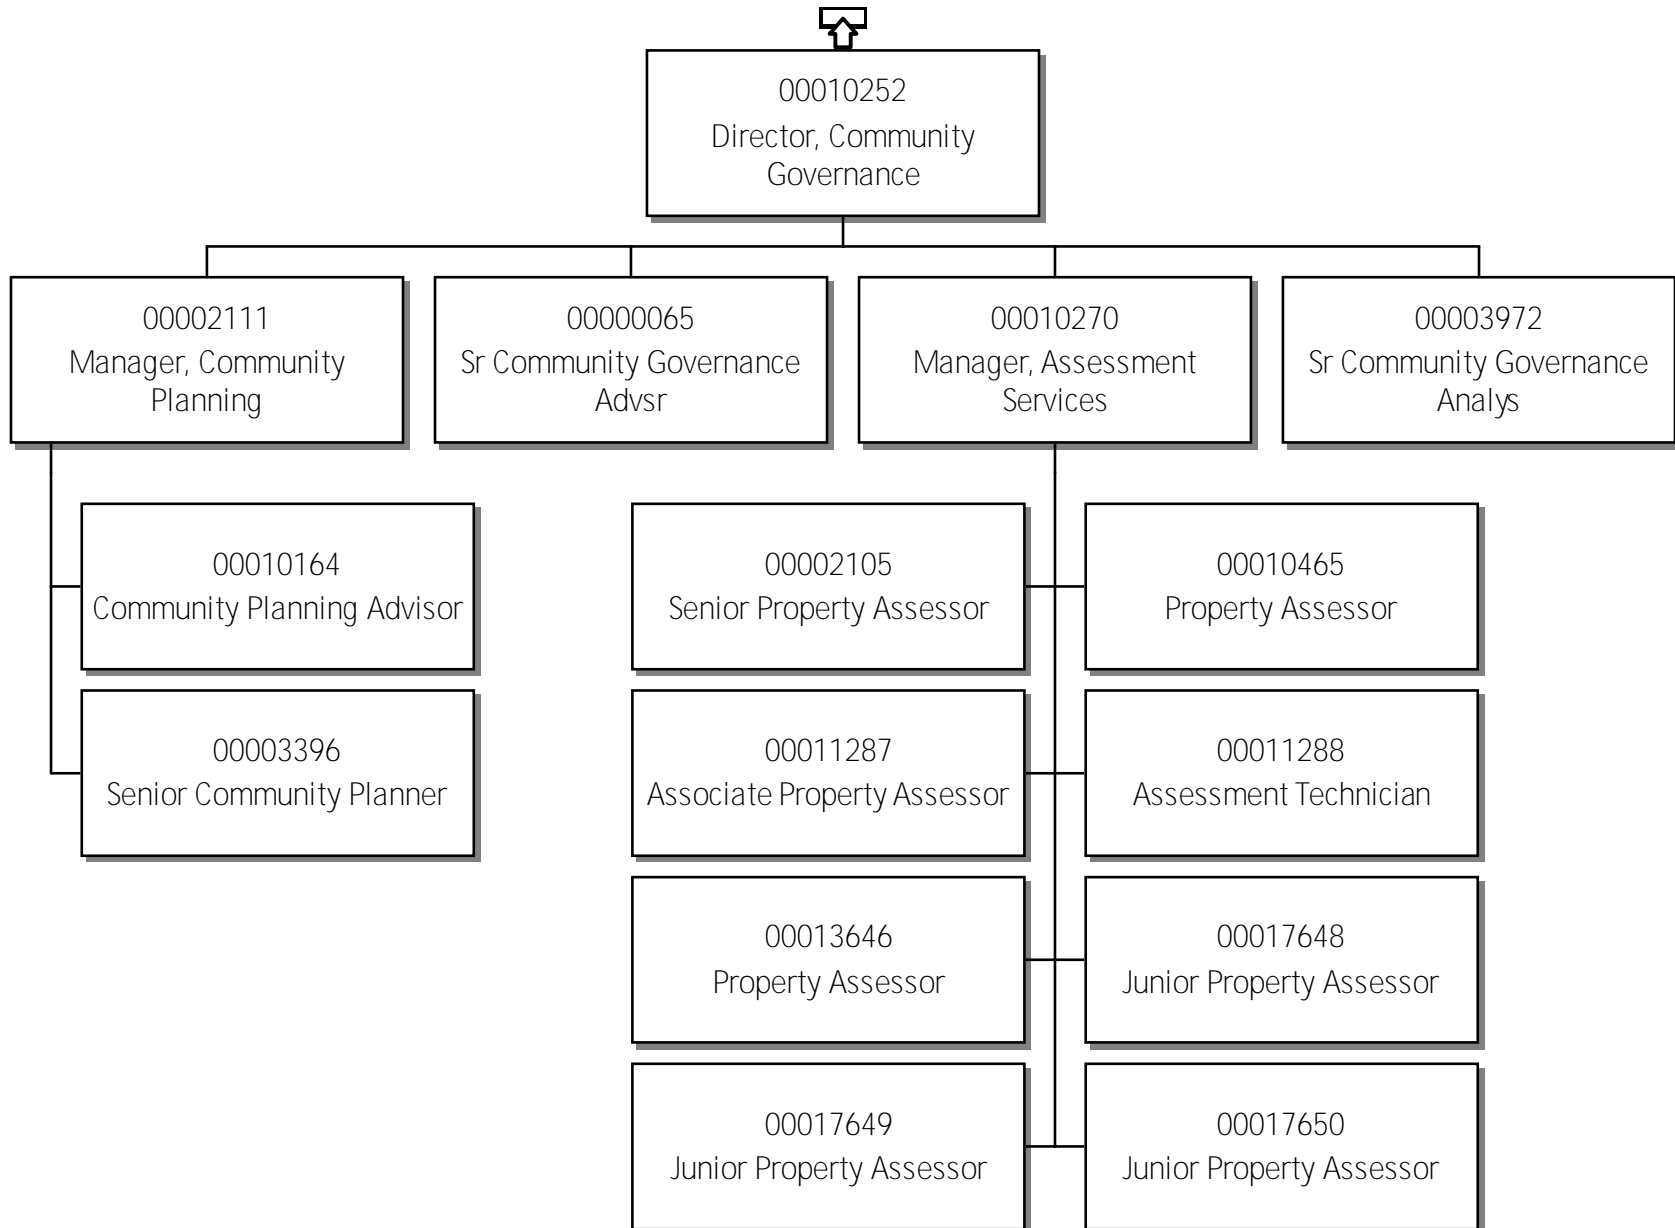 00010252
Director, Community
Governance
00002111
Manager, Community
Planning
00000065
Sr Community Governance
Advsr
00010270
Manager, Assessment
Services
00003972
Sr Community Governance
Analys
00010164
Community Planning Advisor
00003396
Senior Community Planner
00002105
Senior Property Assessor
00010465
Property Assessor
00011287
Associate Property Assessor
00011288
Assessment Technician
00013646
Property Assessor
00017648
Junior Property Assessor
00017649
Junior Property Assessor
00017650
Junior Property Assessor